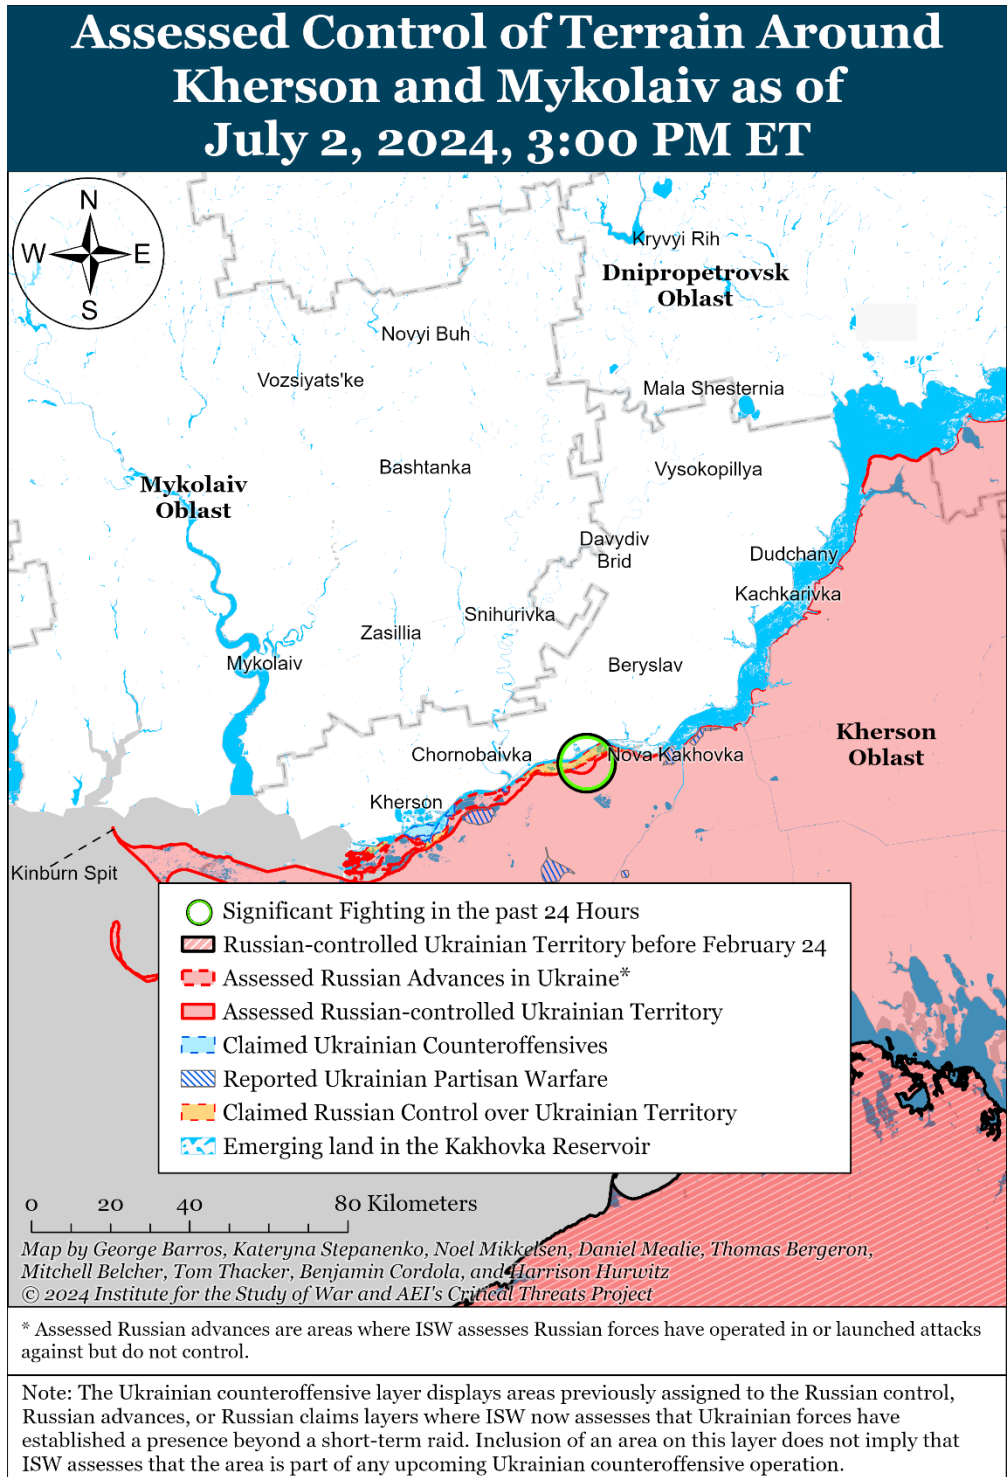 Assessed Control of Terrain Around
Kherson and Mykolaiv as of
July 2, 2024, 3:00 PM ET
N
W E
S
Kryvyi Rih
Dnipropetrovsk
Oblast
Novyi Buh
Vozsiyats'ke
Mala Shesternia
Bashtanka
Vysokopillya
Mykolaiv
Oblast
Davydiv
Brid
Dudchany
Kachkarivka
Snihurivka
Zasillia
Mykolaiv
Beryslav
Kherson
Oblast
Chornobaivka
Nova Kakhovka
Kherson
Kinburn Spit
Significant Fighting in the past 24 Hours
Russian-controlled Ukrainian Territory before February 24
Assessed Russian Advances in Ukraine*
Assessed Russian-controlled Ukrainian Territory
Claimed Ukrainian Counteroffensives
Reported Ukrainian Partisan Warfare
Claimed Russian Control over Ukrainian Territory
Emerging land in the Kakhovka Reservoir
0 20 40 80 Kilometers
Map by George Barros, Kateryna Stepanenko, Noel Mikkelsen, Daniel Mealie, Thomas Bergeron,
Mitchell Belcher, Tom Thacker, Benjamin Cordola, and Harrison Hurwitz
© 2024 Institute for the Study of War and AEI's Critical Threats Project
* Assessed Russian advances are areas where ISW assesses Russian forces have operated in or launched attacks
against but do not control.
Note: The Ukrainian counteroffensive layer displays areas previously assigned to the Russian control,
Russian advances, or Russian claims layers where ISW now assesses that Ukrainian forces have
established a presence beyond a short-term raid. Inclusion of an area on this layer does not imply that
ISW assesses that the area is part of any upcoming Ukrainian counteroffensive operation.